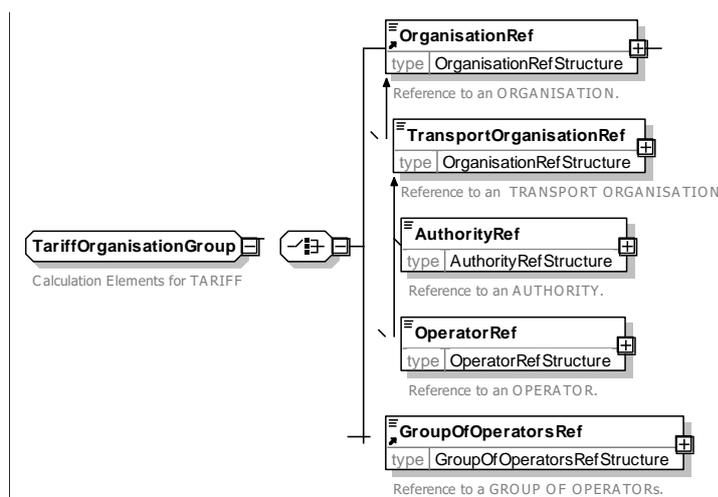 OrganisationRef
type OrganisationRefStructure
Reference to an ORGANISATION.
TransportOrganisationRef
type OrganisationRefStructure
Reference to an TRANSPORT ORGANISATION
TariffOrganisationGroup
Calculation Elements for TARIFF
AuthorityRef
type AuthorityRefStructure
Reference to an AUTHORITY.
OperatorRef
type OperatorRefStructure
Reference to an OPERATOR.
GroupOfOperatorsRef
type GroupOfOperatorsRefStructure
Reference to a GROUP OF OPERATORs.